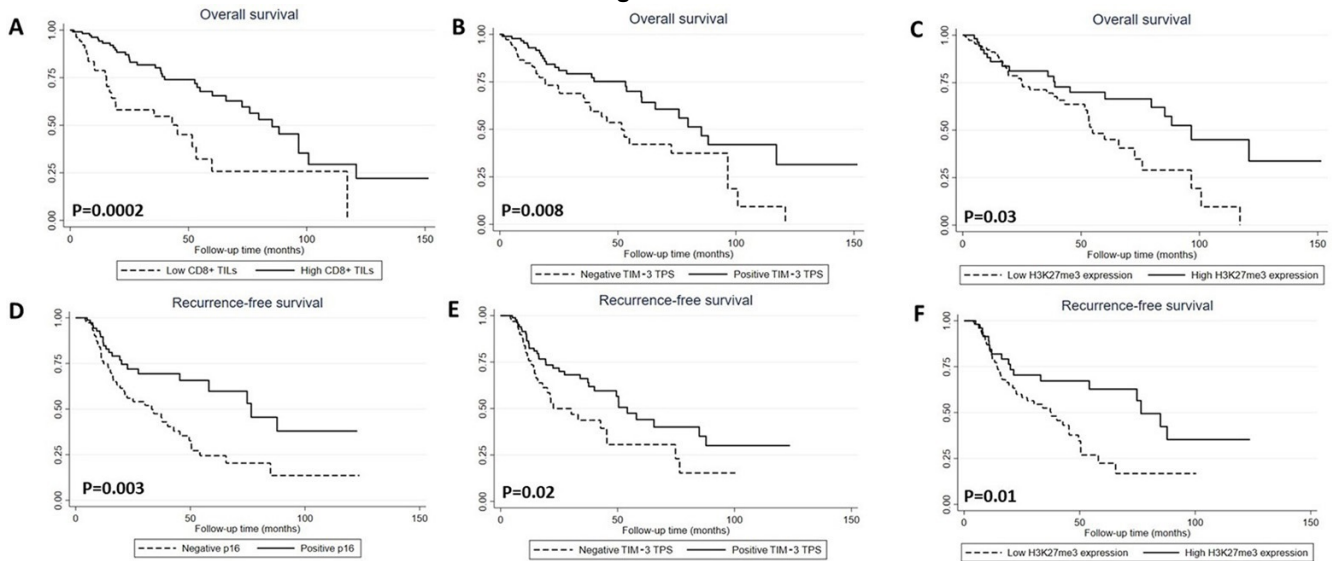 A
Overall survival
1.00
0.75
0.50
0.25
0.00
P=0.0002
0
50
100
150
Follow-up time (months)
Low CD8+ TILs
High CD8+ TILs
B
Overall survival
1.00
0.75
0.50
0.25
0.00
P=0.008
0
50
100
150
Follow-up time (months)
Negative TIM-3 TPS
Positive TIM-3 TPS
C
Overall survival
1.00
0.75
0.50
0.25
0.00
P=0.03
0
50
100
150
Follow-up time (months)
Low H3K27me3 expression
High H3K27me3 expression
D
Recurrence-free survival
1.00
0.75
0.50
0.25
0.00
P=0.003
0
50
100
150
Follow-up time (months)
Negative p16
Positive p16
E
Recurrence-free survival
1.00
0.75
0.50
0.25
0.00
P=0.02
0
50
100
150
Follow-up time (months)
Negative TIM-3 TPS
Positive TIM-3 TPS
F
Recurrence-free survival
1.00
0.75
0.50
0.25
0.00
P=0.01
0
50
100
150
Follow-up time (months)
Low H3K27me3 expression
High H3K27me3 expression